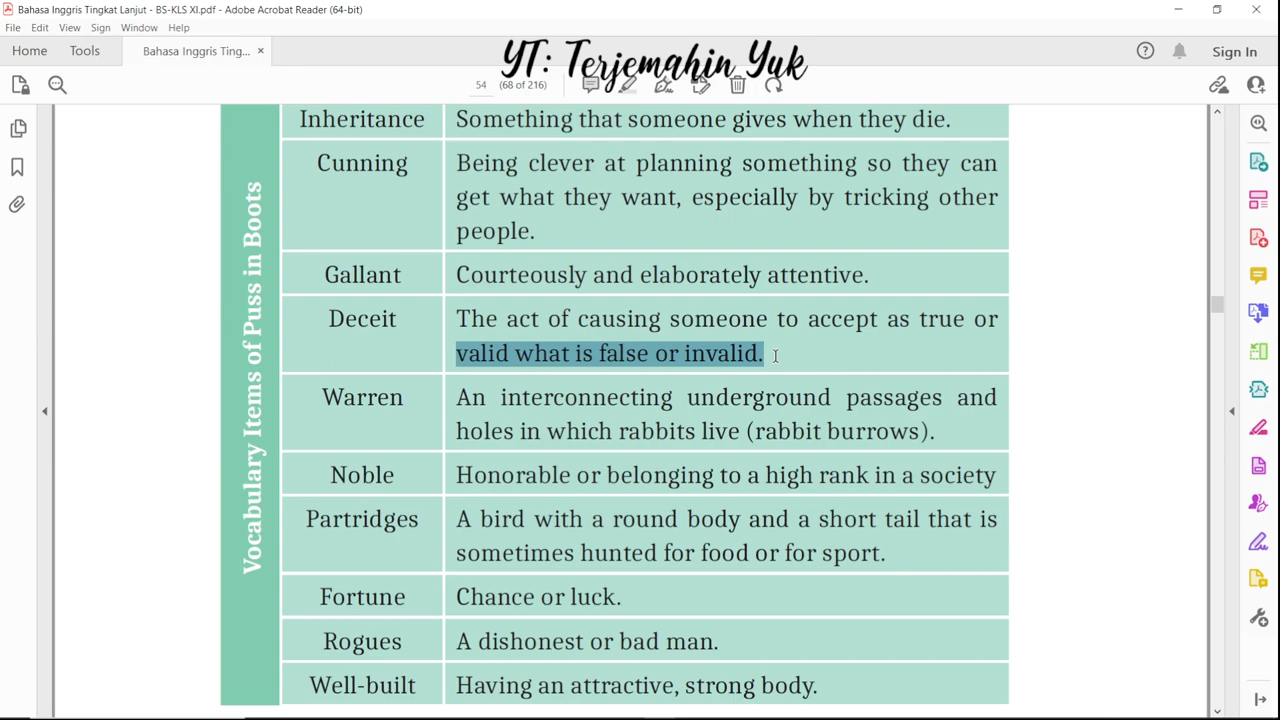 Bahasa Inggris Tingkat Lanjut - BS-KLS XI.pdf - Adobe Acrobat Reader (64-bit)
File Edit View Sign Window Help
Home Tools Bahasa Inggris Ting... × Sign In
YT: Terjemahin Yuk
54 (68 of 216)
Vocabulary Items of Puss in Boots
Inheritance Something that someone gives when they die.
Cunning Being clever at planning something so they can
get what they want, especially by tricking other
people.
Gallant Courteously and elaborately attentive.
Deceit The act of causing someone to accept as true or
valid what is false or invalid.
Warren An interconnecting underground passages and
holes in which rabbits live (rabbit burrows).
Noble Honorable or belonging to a high rank in a society
Partridges A bird with a round body and a short tail that is
sometimes hunted for food or for sport.
Fortune Chance or luck.
Rogues A dishonest or bad man.
Well-built Having an attractive, strong body.